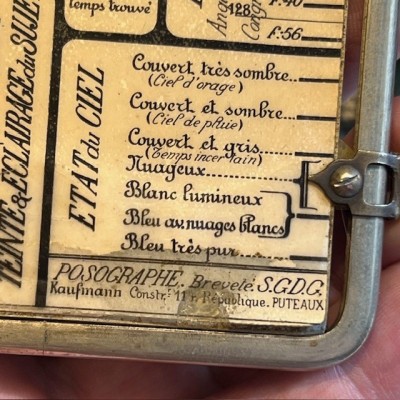 temps trouvé
128
F:40
F:56
TEINTE & ECLAIRAGE du SUJET
ETAT du CIEL
Couvert très sombre...
(Ciel d'orage)
Couvert et sombre...
(Ciel de pluie)
Couvert et gris...
(Temps incertain)
Nuageux
Blanc lumineux
Bleu av. nuages blancs
Bleu très pur
POSOGRAPHE. Breveté. S.G.D.G.
Kaufmann Constr. 11 r. République. PUTEAUX